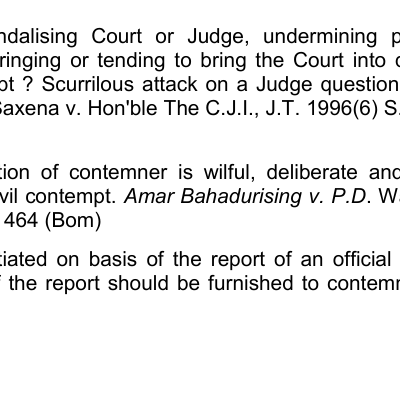 ndalising Court or Judge, undermining p
ringing or tending to bring the Court into
pt ? Scurrilous attack on a Judge question
Saxena v. Hon'ble The C.J.I., J.T. 1996(6) S.
tion of contemner is wilful, deliberate and
vil contempt. Amar Bahadurising v. P.D. W
464 (Bom)
tiated on basis of the report of an official
f the report should be furnished to contem